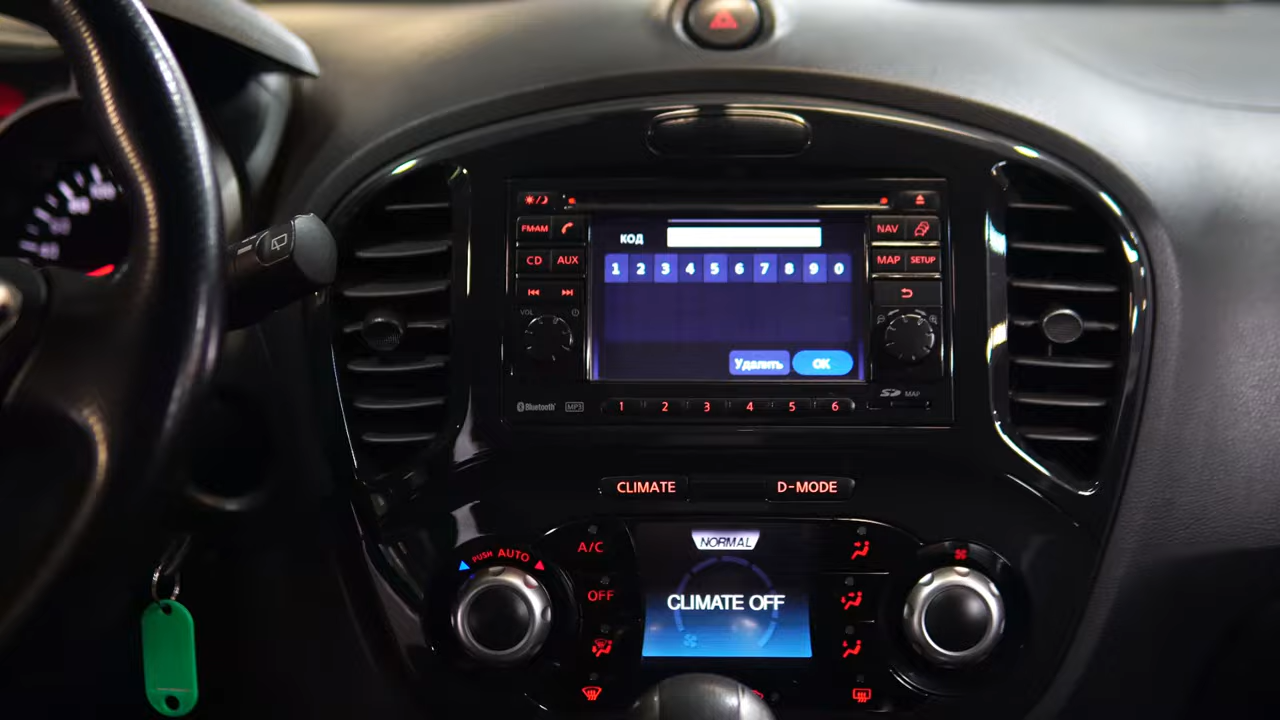 FM·AM
CD AUX
VOL
КОД
1 2 3 4 5 6 7 8 9 0
Удалить OK
NAV
MAP SETUP
Bluetooth MP3
1 2 3 4 5 6
SD MAP
CLIMATE D-MODE
PUSH AUTO
A/C
OFF
NORMAL
CLIMATE OFF